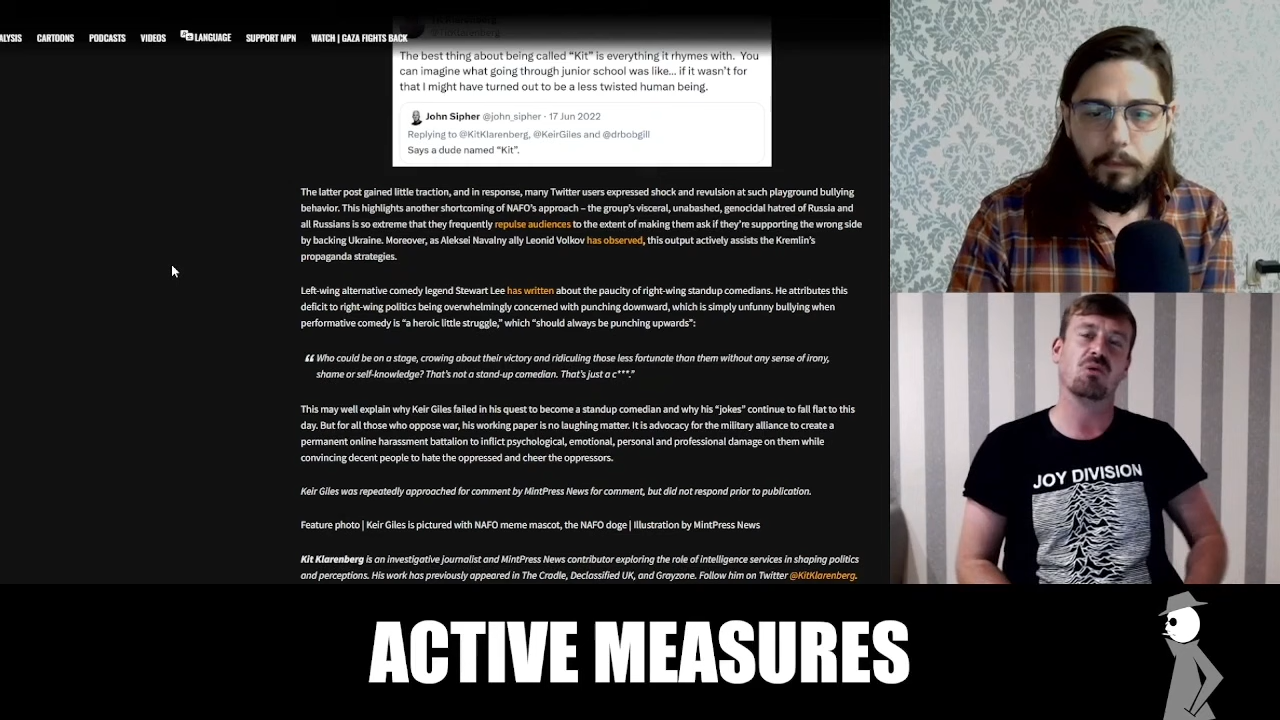 ALYSIS CARTOONS PODCASTS VIDEOS LANGUAGE SUPPORT MPN WATCH | GAZA FIGHTS BACK
The best thing about being called “Kit” is everything it rhymes with. You
can imagine what going through junior school was like... if it wasn’t for
that I might have turned out to be a less twisted human being.
John Sipher @john_sipher · 17 Jun 2022
Replying to @KitKlarenberg, @KeirGiles and @drbobgill
Says a dude named “Kit”.
The latter post gained little traction, and in response, many Twitter users expressed shock and revulsion at such playground bullying
behavior. This highlights another shortcoming of NAFO’s approach – the group’s visceral, unabashed, genocidal hatred of Russia and
all Russians is so extreme that they frequently repulse audiences to the extent of making them ask if they’re supporting the wrong side
by backing Ukraine. Moreover, as Aleksei Navalny ally Leonid Volkov has observed, this output actively assists the Kremlin’s
propaganda strategies.
Left-wing alternative comedy legend Stewart Lee has written about the paucity of right-wing standup comedians. He attributes this
deficit to right-wing politics being overwhelmingly concerned with punching downward, which is simply unfunny bullying when
performative comedy is “a heroic little struggle,” which “should always be punching upwards”:
“ Who could be on a stage, crowing about their victory and ridiculing those less fortunate than them without any sense of irony,
shame or self-knowledge? That’s not a stand-up comedian. That’s just a c***.”
This may well explain why Keir Giles failed in his quest to become a standup comedian and why his “jokes” continue to fall flat to this
day. But for all those who oppose war, his working paper is no laughing matter. It is advocacy for the military alliance to create a
permanent online harassment battalion to inflict psychological, emotional, personal and professional damage on them while
convincing decent people to hate the oppressed and cheer the oppressors.
Keir Giles was repeatedly approached for comment by MintPress News for comment, but did not respond prior to publication.
Feature photo | Keir Giles is pictured with NAFO meme mascot, the NAFO doge | Illustration by MintPress News
Kit Klarenberg is an investigative journalist and MintPress News contributor exploring the role of intelligence services in shaping politics
and perceptions. His work has previously appeared in The Cradle, Declassified UK, and Grayzone. Follow him on Twitter @KitKlarenberg.
JOY DIVISION
ACTIVE MEASURES